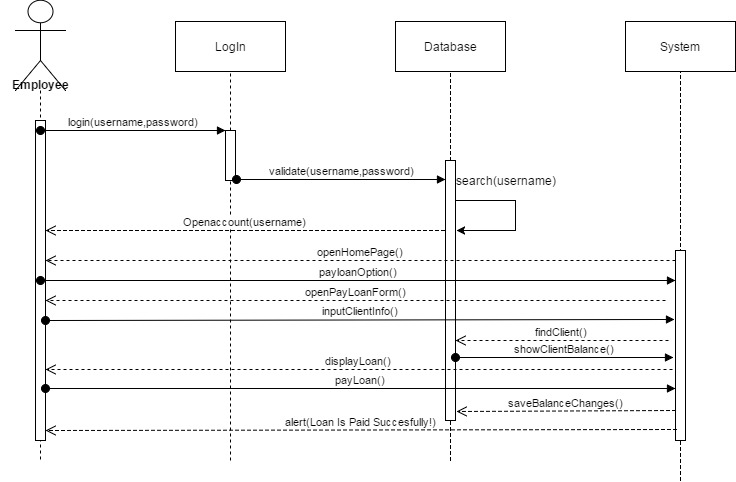 LogIn
Database
System
Employee
login(username,password)
validate(username,password)
search(username)
Openaccount(username)
openHomePage()
payloanOption()
openPayLoanForm()
inputClientInfo()
findClient()
showClientBalance()
displayLoan()
payLoan()
saveBalanceChanges()
alert(Loan Is Paid Succesfully!)